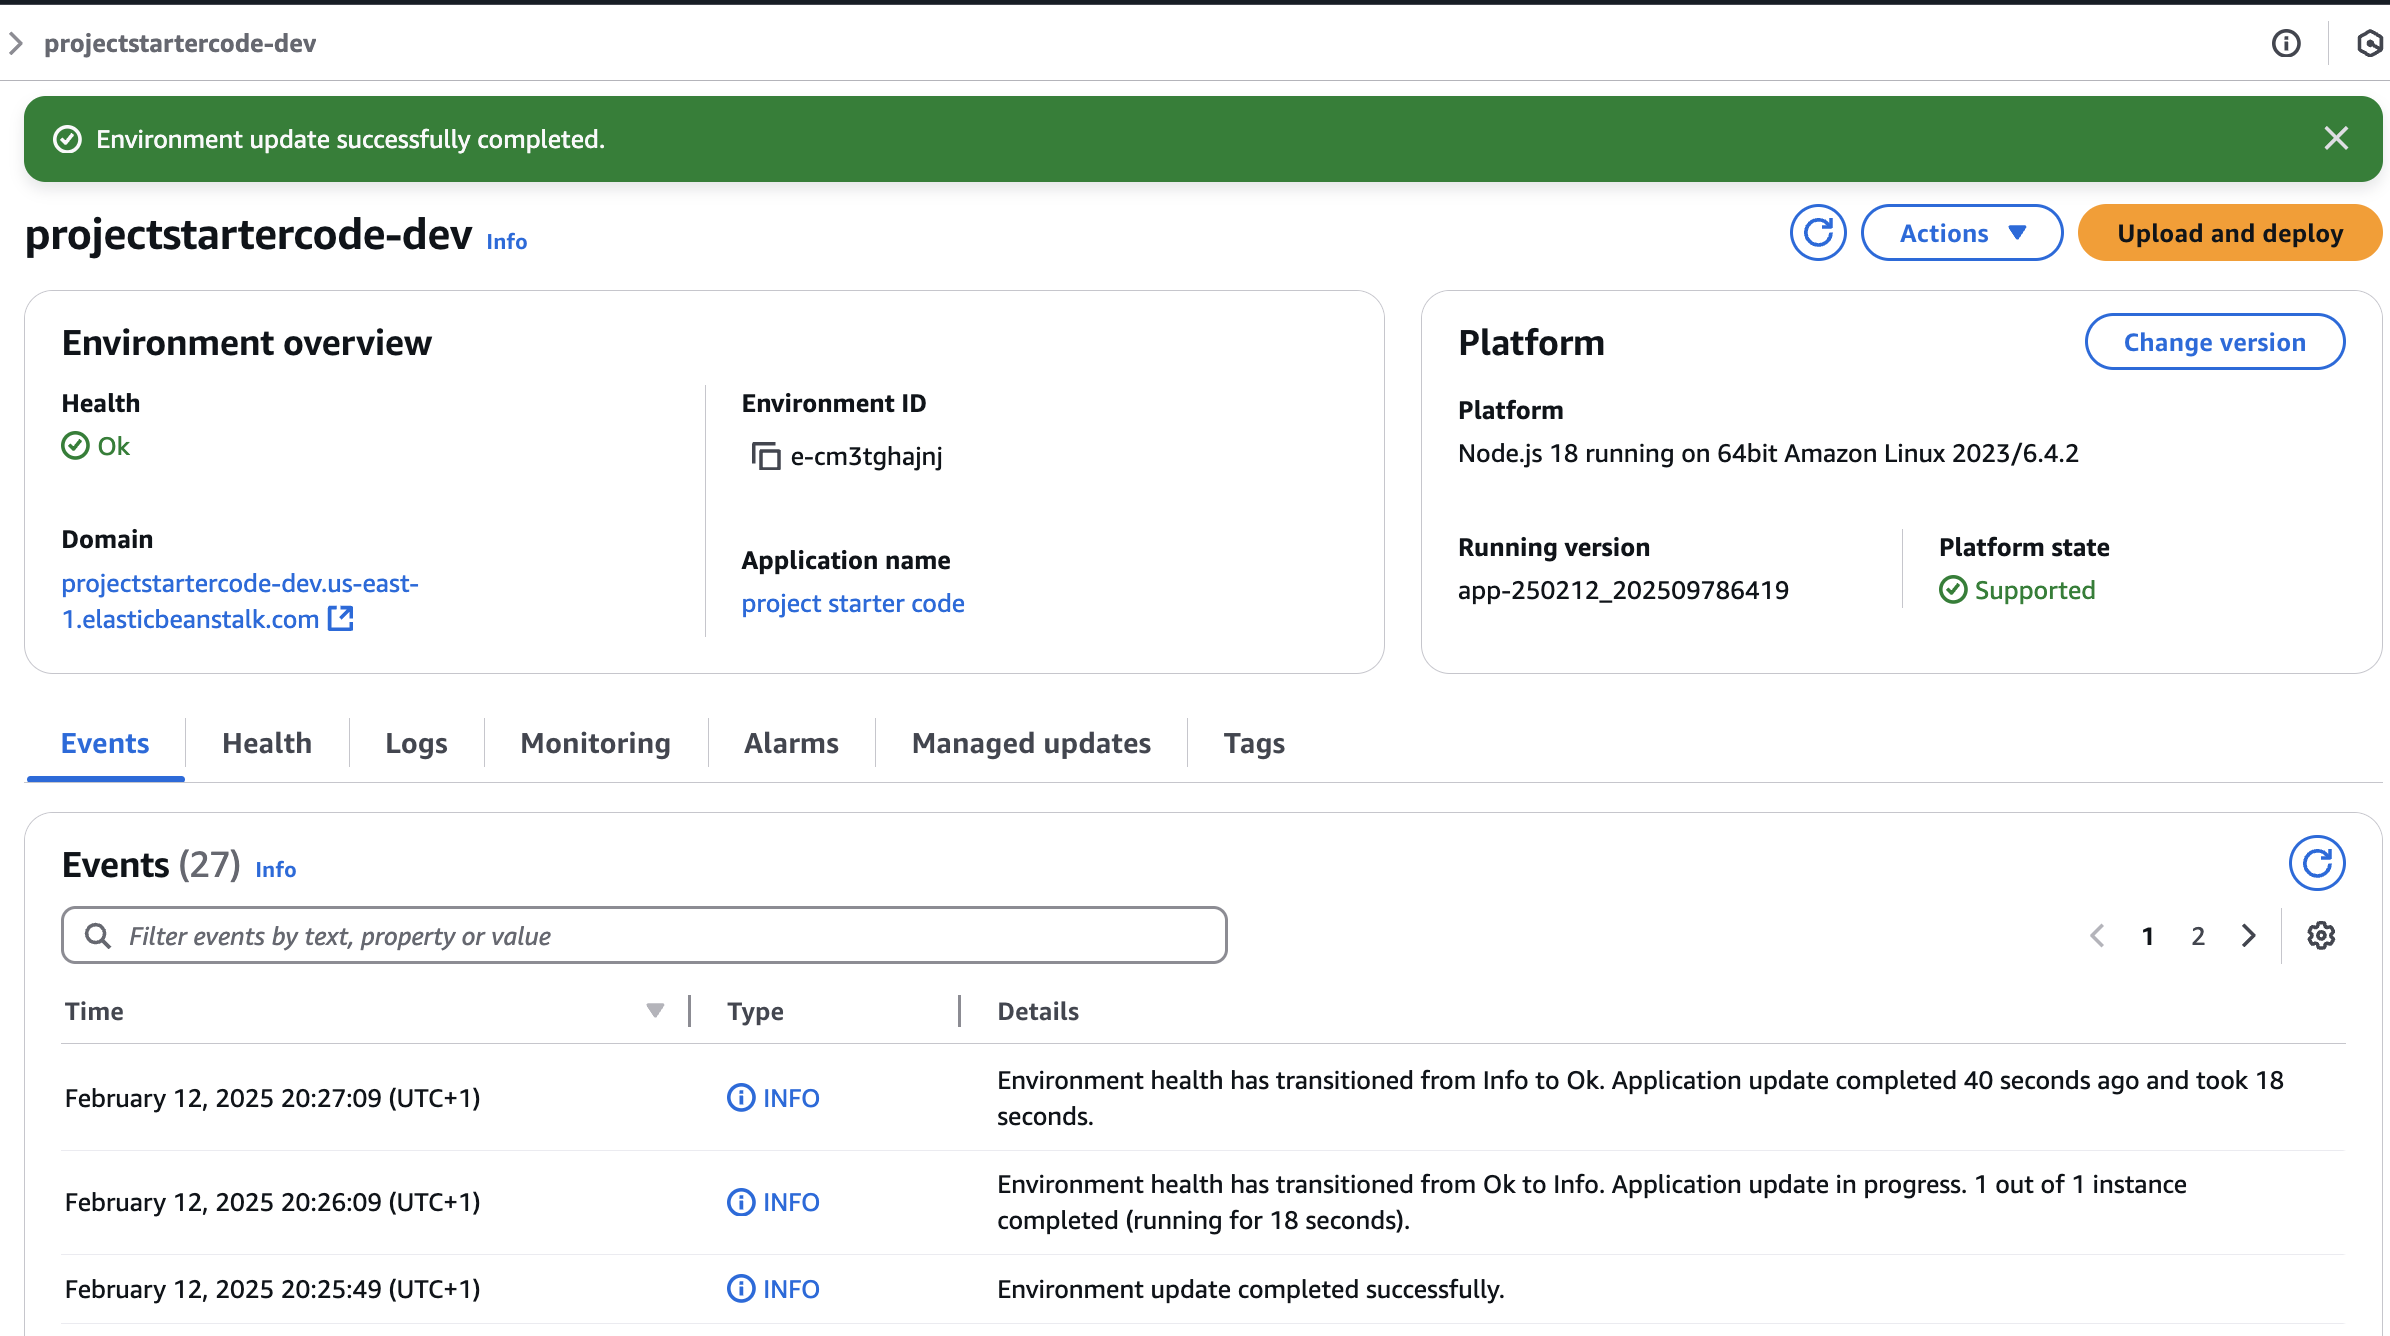 projectstartercode-dev
Environment update successfully completed.
projectstartercode-dev Info
Actions
Upload and deploy
Environment overview
Health
Ok
Environment ID
e-cm3tghajnj
Domain
projectstartercode-dev.us-east-
1.elasticbeanstalk.com
Application name
project starter code
Platform
Change version
Platform
Node.js 18 running on 64bit Amazon Linux 2023/6.4.2
Running version
app-250212_202509786419
Platform state
Supported
Events Health Logs Monitoring Alarms Managed updates Tags
Events (27) Info
Filter events by text, property or value
1 2
Time Type Details
February 12, 2025 20:27:09 (UTC+1) INFO Environment health has transitioned from Info to Ok. Application update completed 40 seconds ago and took 18
seconds.
February 12, 2025 20:26:09 (UTC+1) INFO Environment health has transitioned from Ok to Info. Application update in progress. 1 out of 1 instance
completed (running for 18 seconds).
February 12, 2025 20:25:49 (UTC+1) INFO Environment update completed successfully.